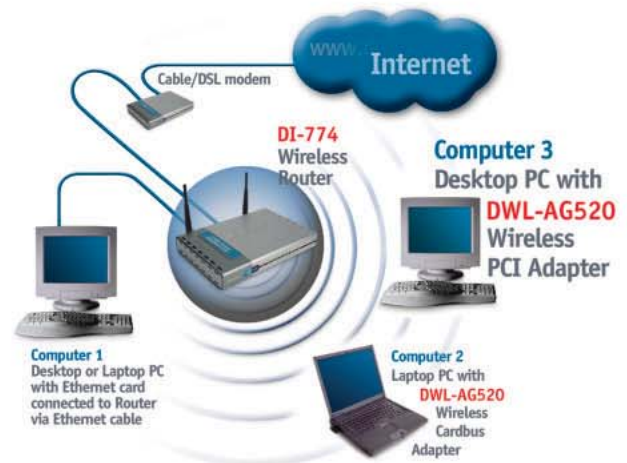 www.
Internet
Cable/DSL modem
DI-774
Wireless
Router
Computer 3
Desktop PC with
DWL-AG520
Wireless
PCI Adapter
Computer 1
Desktop or Laptop PC
with Ethernet card
connected to Router
via Ethernet cable
Computer 2
Laptop PC with
DWL-AG520
Wireless
Cardbus
Adapter